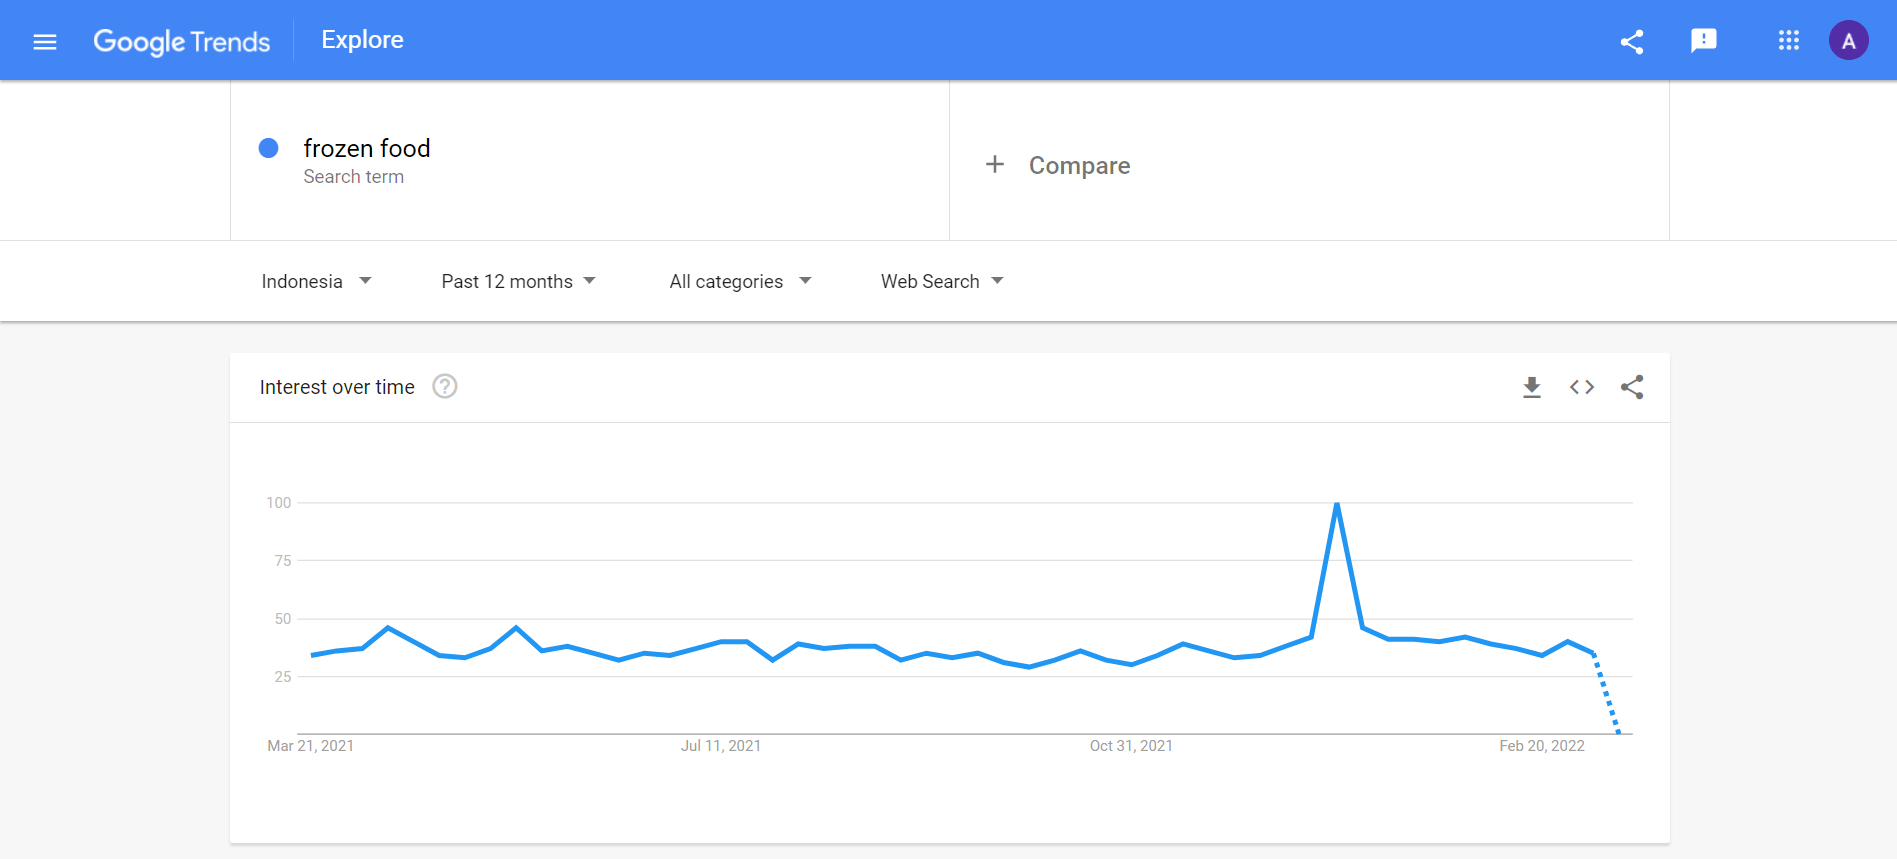 Google Trends Explore A
frozen food
Search term
+ Compare
Indonesia Past 12 months All categories Web Search
Interest over time ?
100
75
50
25
Mar 21, 2021 Jul 11, 2021 Oct 31, 2021 Feb 20, 2022